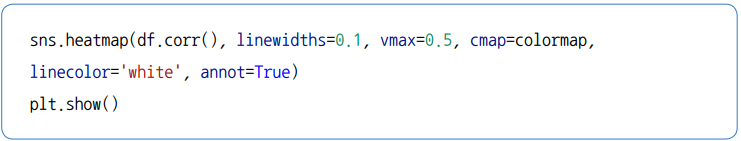 sns.heatmap(df.corr(), linewidths=0.1, vmax=0.5, cmap=colormap,
linecolor='white', annot=True)
plt.show()